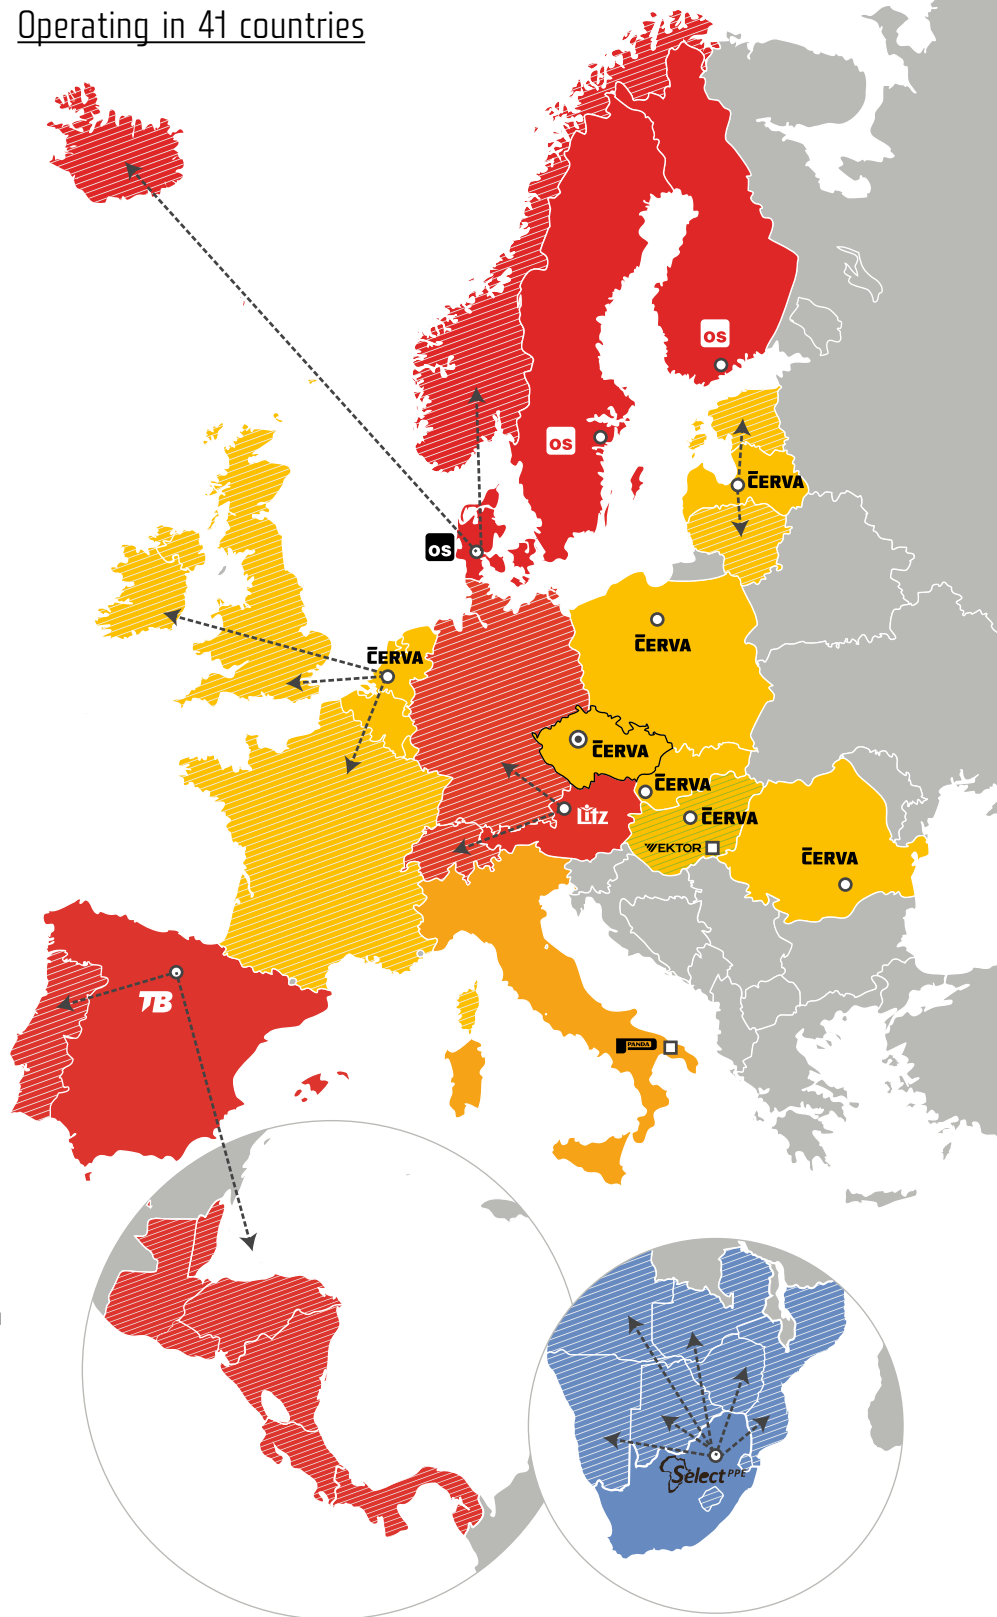 Operating in 41 countries
os
os
ČERVA
os
ČERVA
ČERVA
ČERVA
ČERVA
Litz
ČERVA
VEKTOR
ČERVA
TB
PANDA
Select PPE